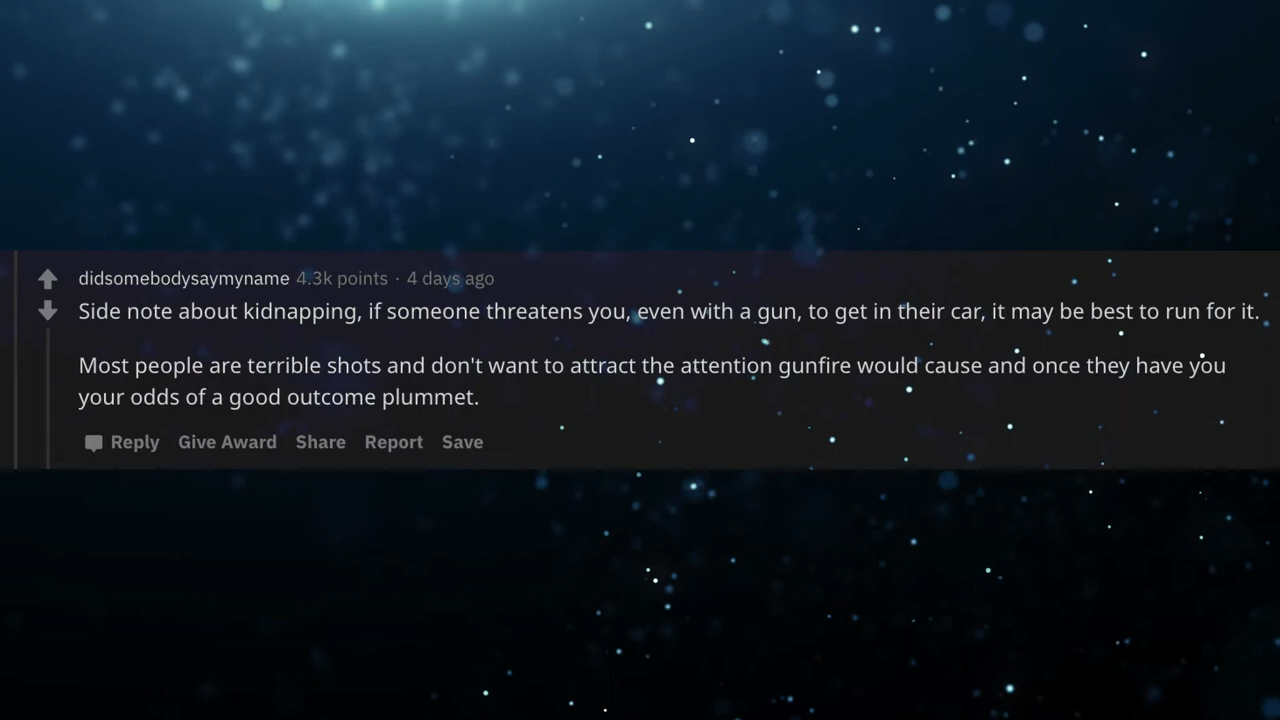 didsomebodysaymyname 4.3k points · 4 days ago
Side note about kidnapping, if someone threatens you, even with a gun, to get in their car, it may be best to run for it.
Most people are terrible shots and don't want to attract the attention gunfire would cause and once they have you
your odds of a good outcome plummet.
Reply Give Award Share Report Save